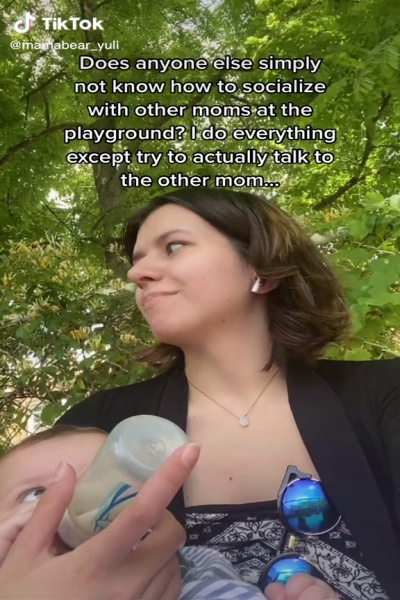 TikTok
@mamabear_yuli
Does anyone else simply
not know how to socialize
with other moms at the
playground? I do everything
except try to actually talk to
the other mom...